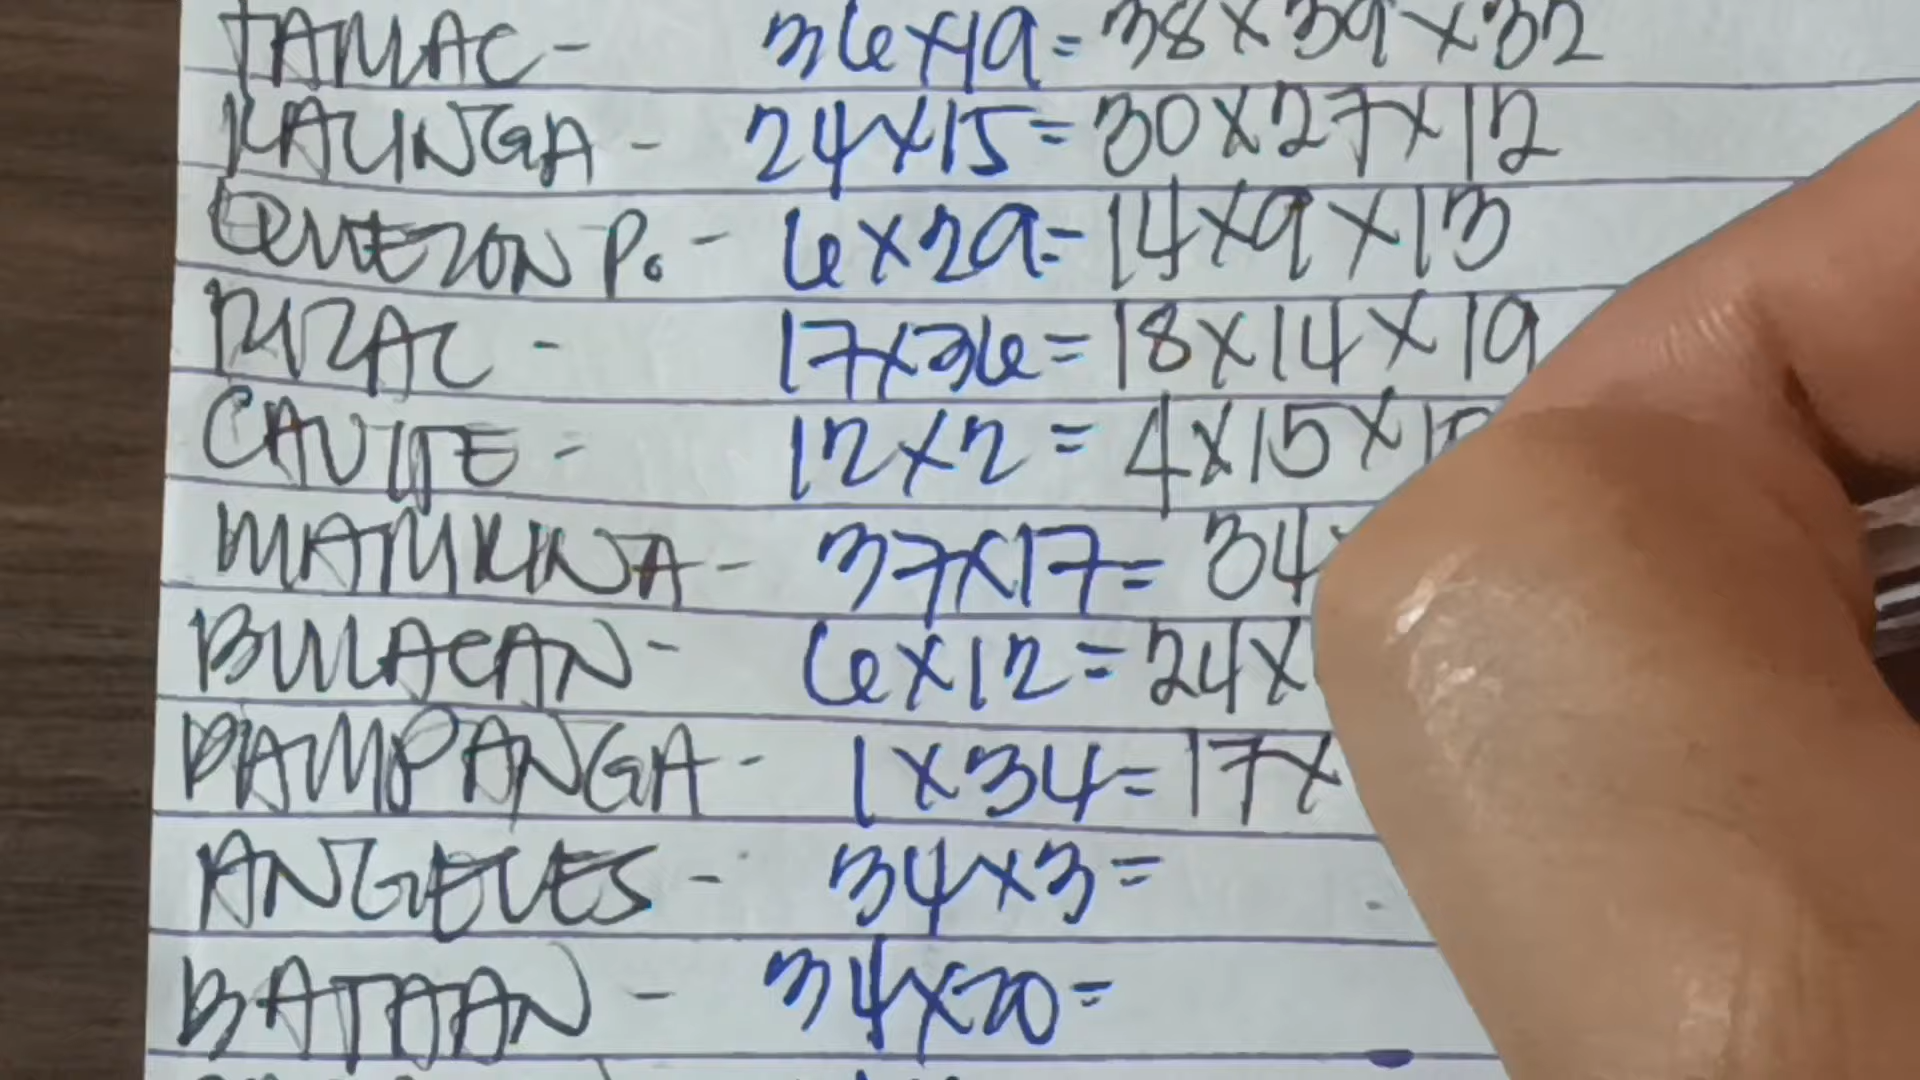 TARLAC - 36x19= 38x39x32
KALINGA - 24x15= 30x27x12
QUEZON P. - 6x29= 14x9x13
RIZAL - 17x36= 18x14x19
CAVITE - 12x2 = 4x15x
MARIKINA - 37x17= 34
BULACAN - 6x12= 24x
PAMPANGA - 1x34= 17x
ANGELES - 34x3=
BATAAN - 34x20=